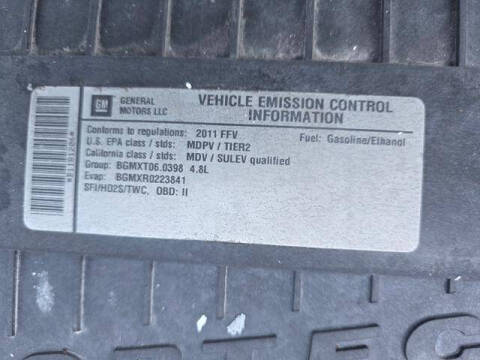 GM
GENERAL
MOTORS LLC
VEHICLE EMISSION CONTROL
INFORMATION
Conforms to regulations: 2011 FFV
Fuel: Gasoline/Ethanol
U.S. EPA class / stds: MDPV / TIER2
California class / stds: MDV / SULEV qualified
Group: BGMXT06.0398 4.8L
Evap: BGMXR0223841
SFI/HO2S/TWC, OBD: II